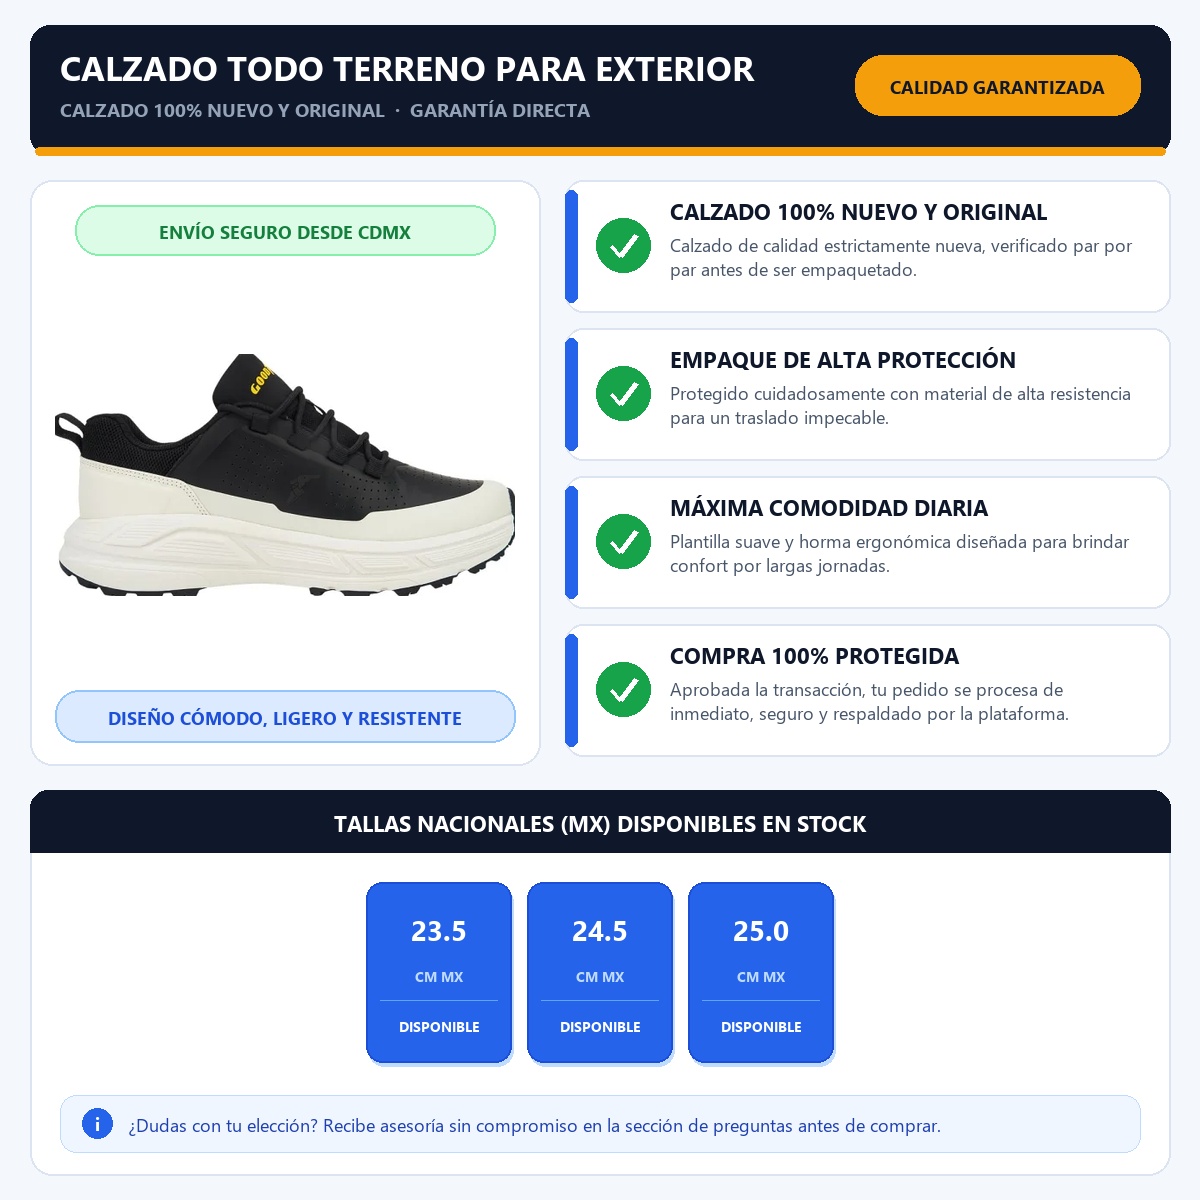 CALZADO TODO TERRENO PARA EXTERIOR
CALZADO 100% NUEVO Y ORIGINAL · GARANTÍA DIRECTA
CALIDAD GARANTIZADA
ENVÍO SEGURO DESDE CDMX
DISEÑO CÓMODO, LIGERO Y RESISTENTE
CALZADO 100% NUEVO Y ORIGINAL
Calzado de calidad estrictamente nueva, verificado par por
par antes de ser empaquetado.
EMPAQUE DE ALTA PROTECCIÓN
Protegido cuidadosamente con material de alta resistencia
para un traslado impecable.
MÁXIMA COMODIDAD DIARIA
Plantilla suave y horma ergonómica diseñada para brindar
confort por largas jornadas.
COMPRA 100% PROTEGIDA
Aprobada la transacción, tu pedido se procesa de
inmediato, seguro y respaldado por la plataforma.
TALLAS NACIONALES (MX) DISPONIBLES EN STOCK
23.5
CM MX
DISPONIBLE
24.5
CM MX
DISPONIBLE
25.0
CM MX
DISPONIBLE
¿Dudas con tu elección? Recibe asesoría sin compromiso en la sección de preguntas antes de comprar.